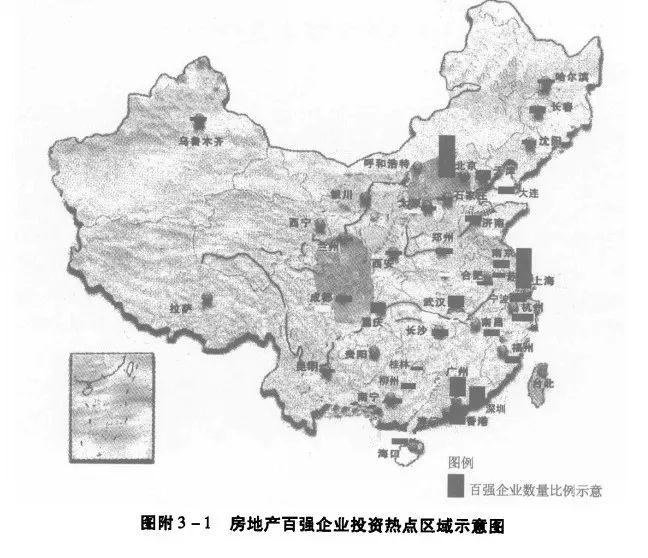 哈尔滨
长春
乌鲁木齐
沈阳
呼和浩特
北京
天津
银川
大连
石家庄
西宁
济南
兰州
郑州
西安
南京
合肥
上海
成都
宁波
拉萨
武汉
杭州
重庆
长沙
南昌
贵阳
福州
昆明
桂林
广州
柳州
台北
南宁
深圳
香港
海口
图例
百强企业数量比例示意
图附3-1 房地产百强企业投资热点区域示意图